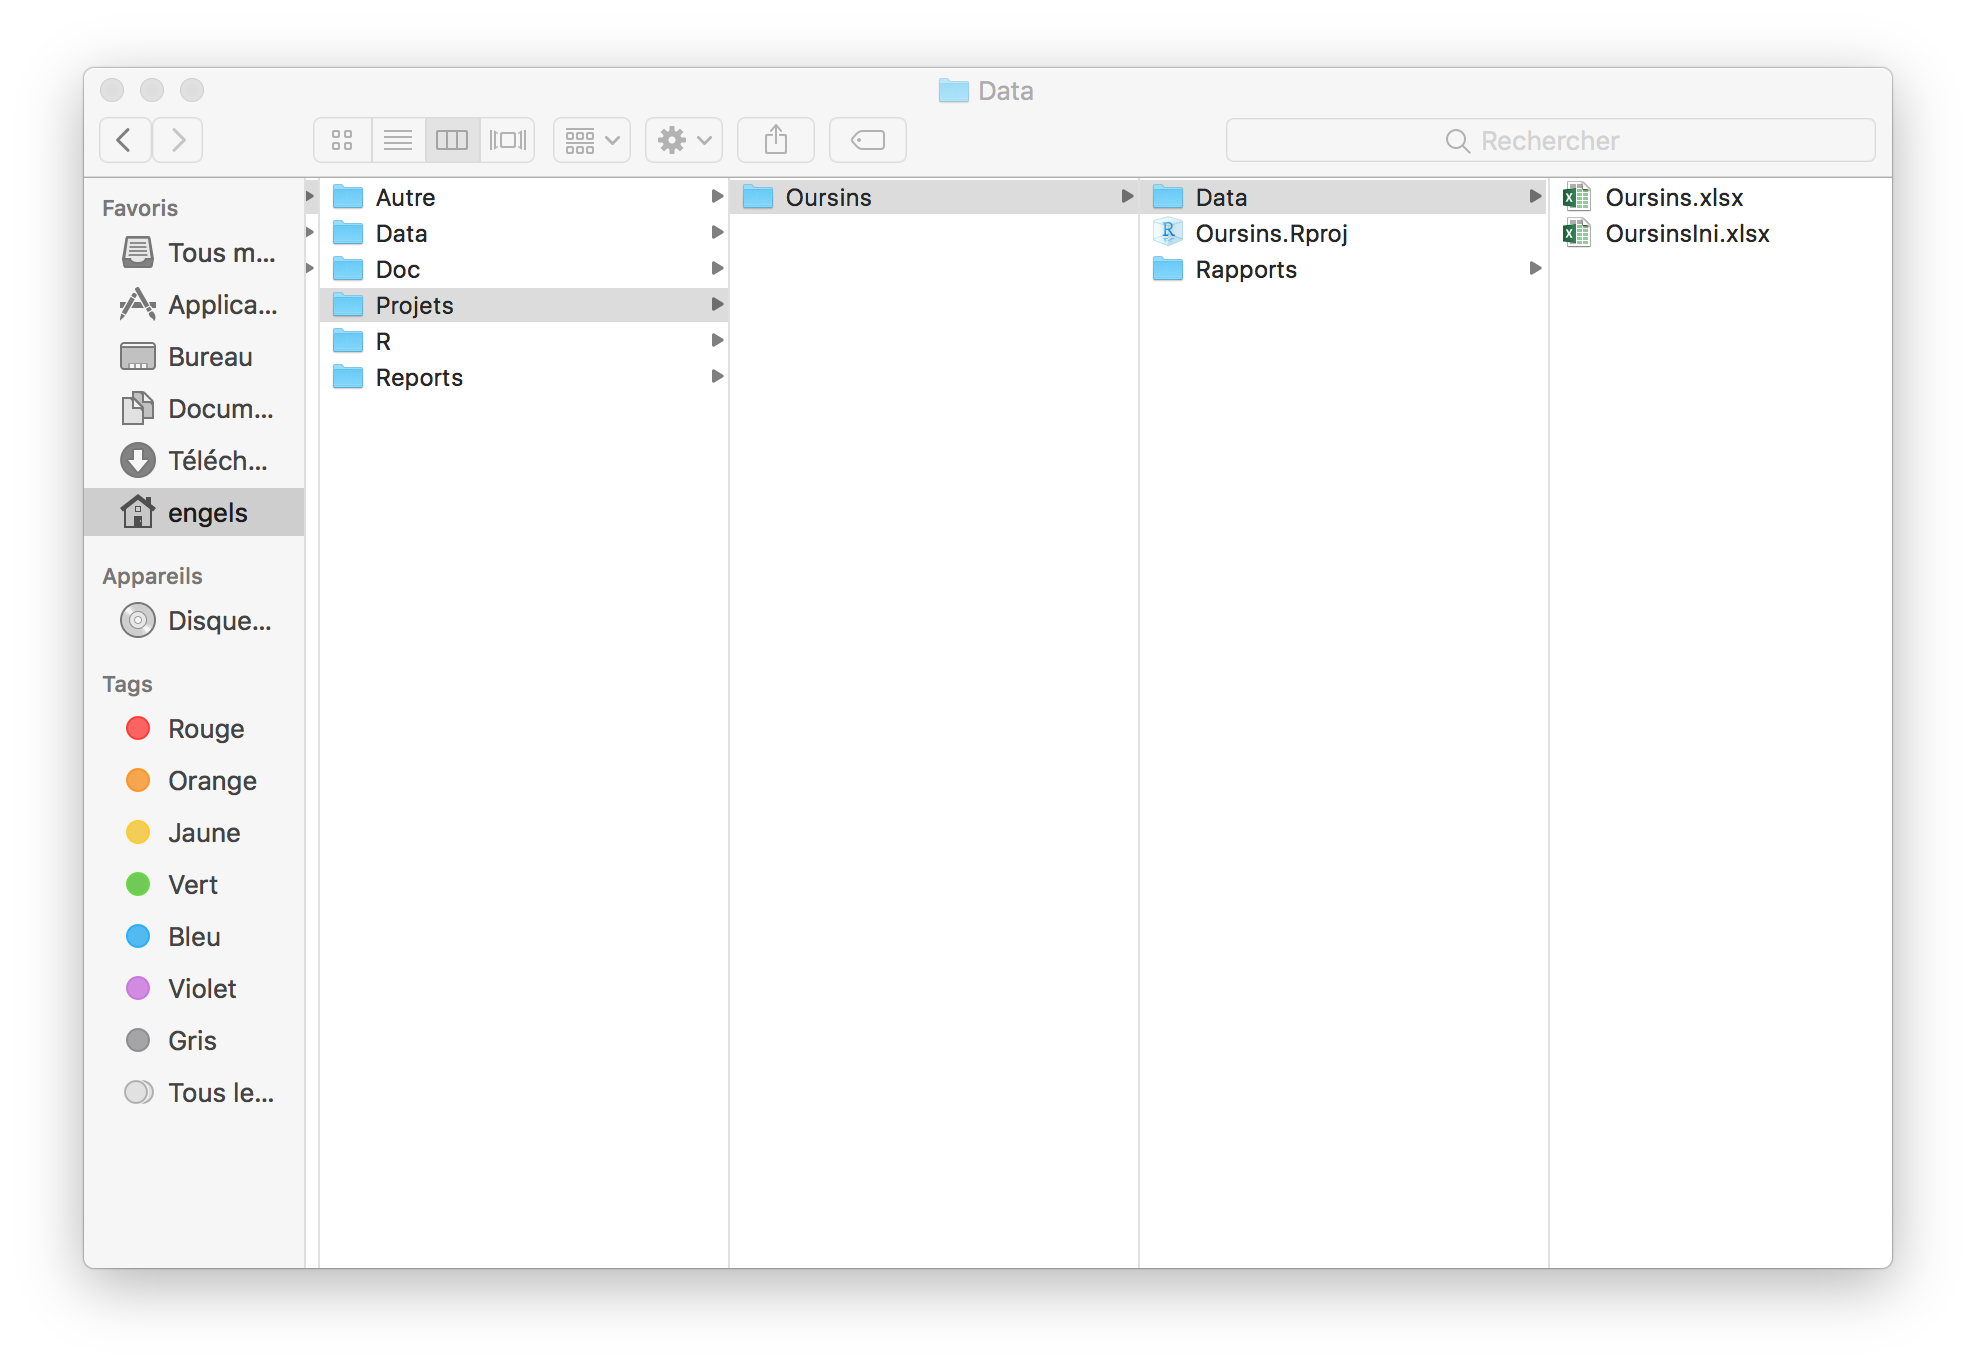 Data
Rechercher
Favoris
Tous m...
Applica...
Bureau
Docum...
Téléch...
engels
Appareils
Disque...
Tags
Rouge
Orange
Jaune
Vert
Bleu
Violet
Gris
Tous le...
Autre
Data
Doc
Projets
R
Reports
Oursins
Data
Oursins.Rproj
Rapports
Oursins.xlsx
OursinsIni.xlsx